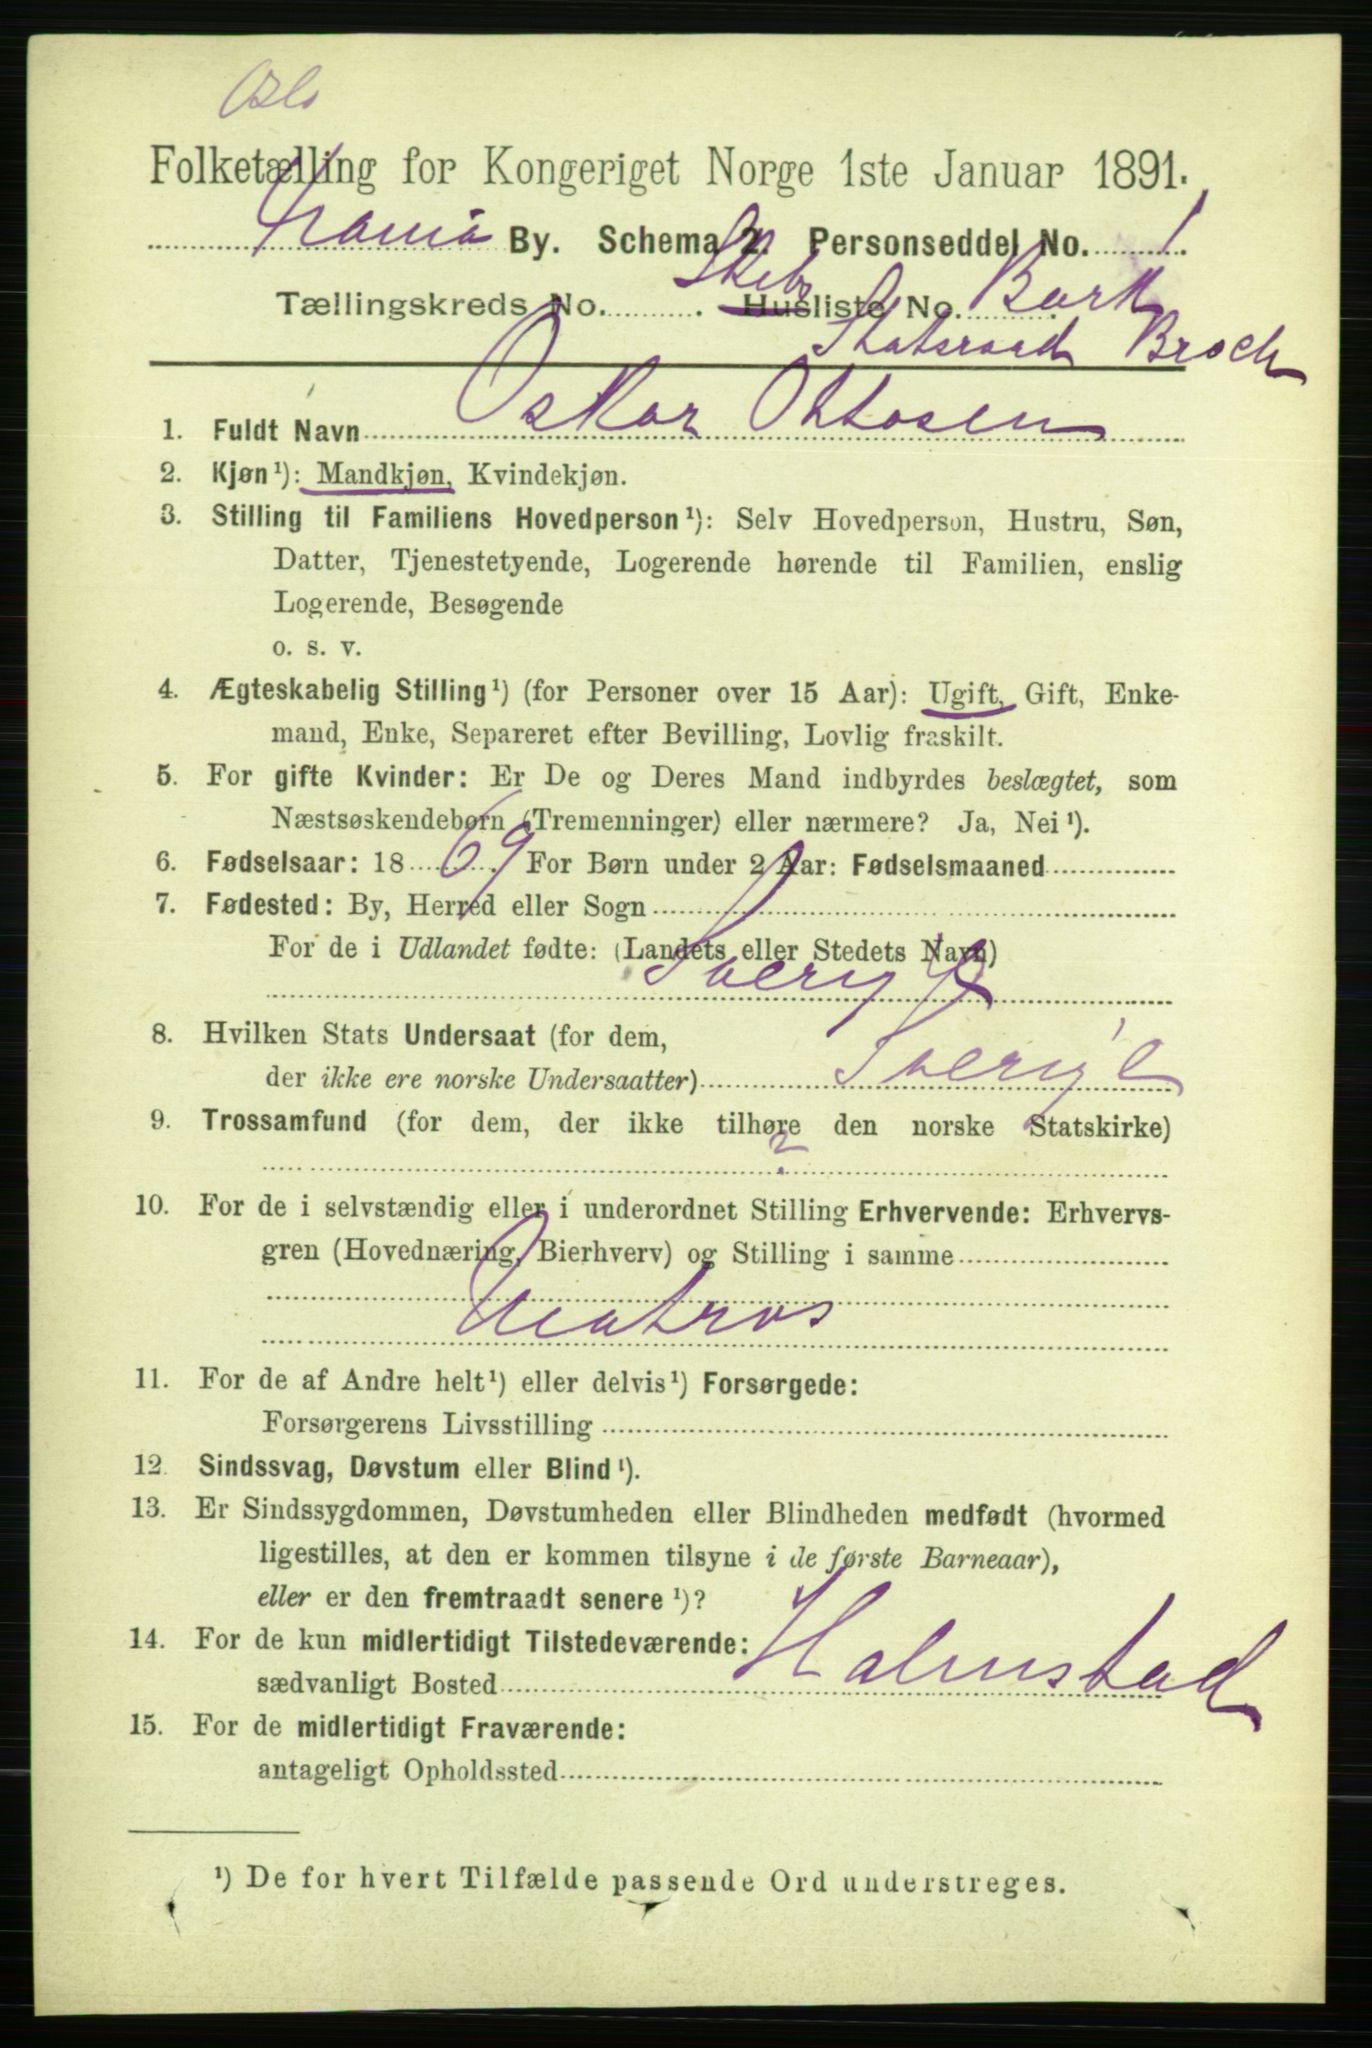 Oslo
Folketælling for Kongeriget Norge 1ste Januar 1891.
By. Schema 2. Personseddel No. 1.
Skibs
Tællingskreds No. . Husliste No. . Bark
Statsraad Broch
1. Fuldt Navn Oskar Ottosen
2. Kjøn¹): Mandkjøn, Kvindekjøn.
3. Stilling til Familiens Hovedperson¹): Selv Hovedperson, Hustru, Søn,
Datter, Tjenestetyende, Logerende hørende til Familien, enslig
Logerende, Besøgende
o. s. v.
4. Ægteskabelig Stilling¹) (for Personer over 15 Aar): Ugift, Gift, Enke-
mand, Enke, Separeret efter Bevilling, Lovlig fraskilt.
5. For gifte Kvinder: Er De og Deres Mand indbyrdes beslægtet, som
Næstsøskendebørn (Tremenninger) eller nærmere? Ja, Nei¹).
6. Fødselsaar: 1869. For Børn under 2 Aar: Fødselsmaaned
7. Fødested: By, Herred eller Sogn
For de i Udlandet fødte: (Landets eller Stedets Navn)
Sverige
8. Hvilken Stats Undersaat (for dem,
der ikke ere norske Undersaatter) Sverige
9. Trossamfund (for dem, der ikke tilhøre den norske Statskirke)
?
10. For de i selvstændig eller i underordnet Stilling Erhvervende: Erhvervs-
gren (Hovednæring, Bierhverv) og Stilling i samme
Matros
11. For de af Andre helt¹) eller delvis¹) Forsørgede:
Forsørgerens Livsstilling
12. Sindssvag, Døvstum eller Blind¹).
13. Er Sindssygdommen, Døvstumheden eller Blindheden medfødt (hvormed
ligestilles, at den er kommen tilsyne i de første Barneaar),
eller er den fremtraadt senere¹)?
14. For de kun midlertidigt Tilstedeværende:
sædvanligt Bosted Halmstad
15. For de midlertidigt Fraværende:
antageligt Opholdssted
¹) De for hvert Tilfælde passende Ord understreges.